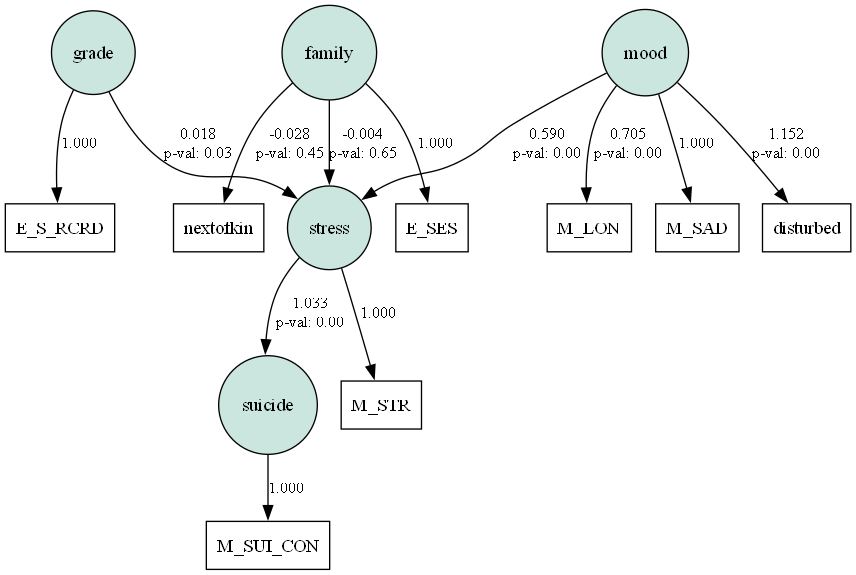 grade
family
mood
1.000
0.018
p-val: 0.03
-0.028
p-val: 0.45
-0.004
p-val: 0.65
1.000
0.590
p-val: 0.00
0.705
p-val: 0.00
1.000
1.152
p-val: 0.00
E_S_RCRD
nextofkin
stress
E_SES
M_LON
M_SAD
disturbed
1.033
p-val: 0.00
1.000
suicide
M_STR
1.000
M_SUI_CON